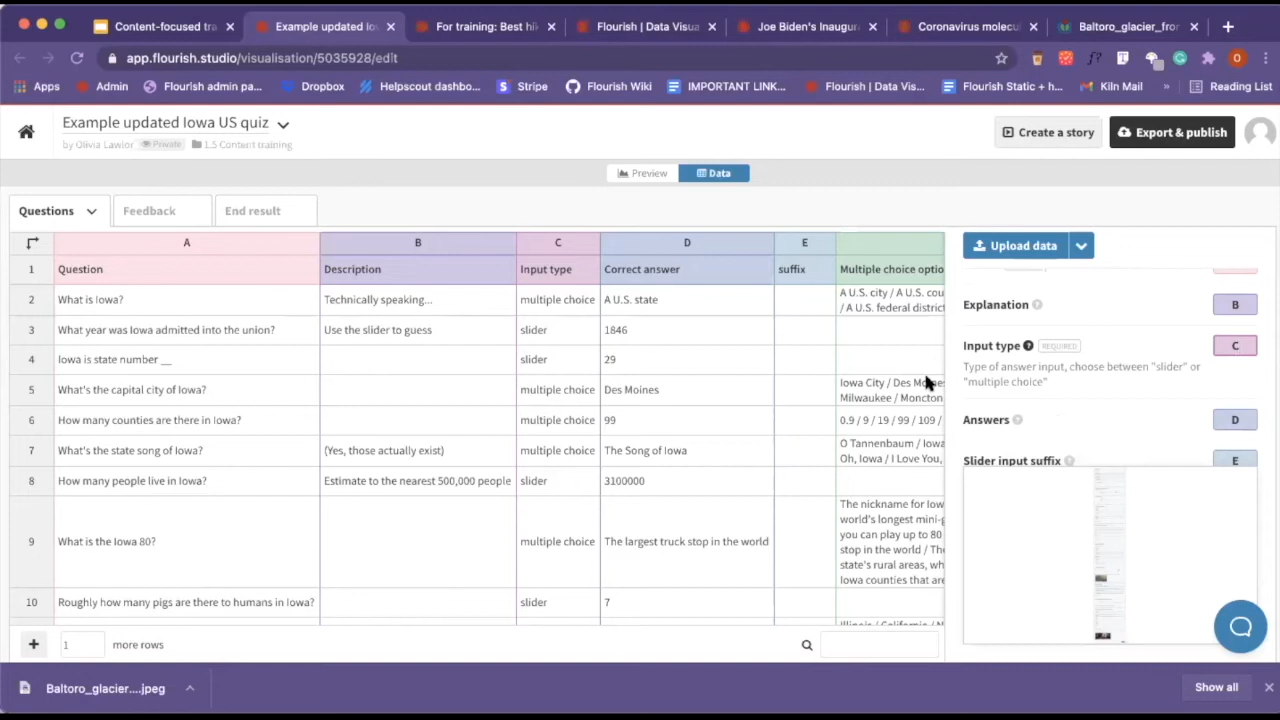 Content-focused tra
Example updated Io
For training: Best hi
Flourish | Data Visua
Joe Biden's Inaugur
Coronavirus molecu
Baltoro_glacier_fror
app.flourish.studio/visualisation/5035928/edit
Apps
Admin
Flourish admin pa...
Dropbox
Helpscout dashbo...
Stripe
Flourish Wiki
IMPORTANT LINK...
Flourish | Data Vis...
Flourish Static + h...
Kiln Mail
»
Reading List
Example updated Iowa US quiz
by Olivia Lawlor Private 1.5 Content training
Create a story
Export & publish
Preview
Data
Questions
Feedback
End result
A B C D E
1 Question Description Input type Correct answer suffix Multiple choice optio
2 What is Iowa? Technically speaking... multiple choice A U.S. state A U.S. city / A U.S. cou
/ A U.S. federal district
3 What year was Iowa admitted into the union? Use the slider to guess slider 1846
4 Iowa is state number __ slider 29
5 What's the capital city of Iowa? multiple choice Des Moines Iowa City / Des Moines
Milwaukee / Moncton
6 How many counties are there in Iowa? multiple choice 99 0.9 / 9 / 19 / 99 / 109 /
7 What's the state song of Iowa? (Yes, those actually exist) multiple choice The Song of Iowa O Tannenbaum / Iowa
Oh, Iowa / I Love You,
8 How many people live in Iowa? Estimate to the nearest 500,000 people slider 3100000
9 What is the Iowa 80? multiple choice The largest truck stop in the world The nickname for Iow
world's longest mini-g
you can play up to 80
stop in the world / The
state's rural areas, wh
Iowa counties that are
10 Roughly how many pigs are there to humans in Iowa? slider 7
Illinois / California / N
1 more rows
Upload data
Explanation B
Input type REQUIRED C
Type of answer input, choose between "slider" or
"multiple choice"
Answers D
Slider input suffix E
Baltoro_glacier....jpeg
Show all